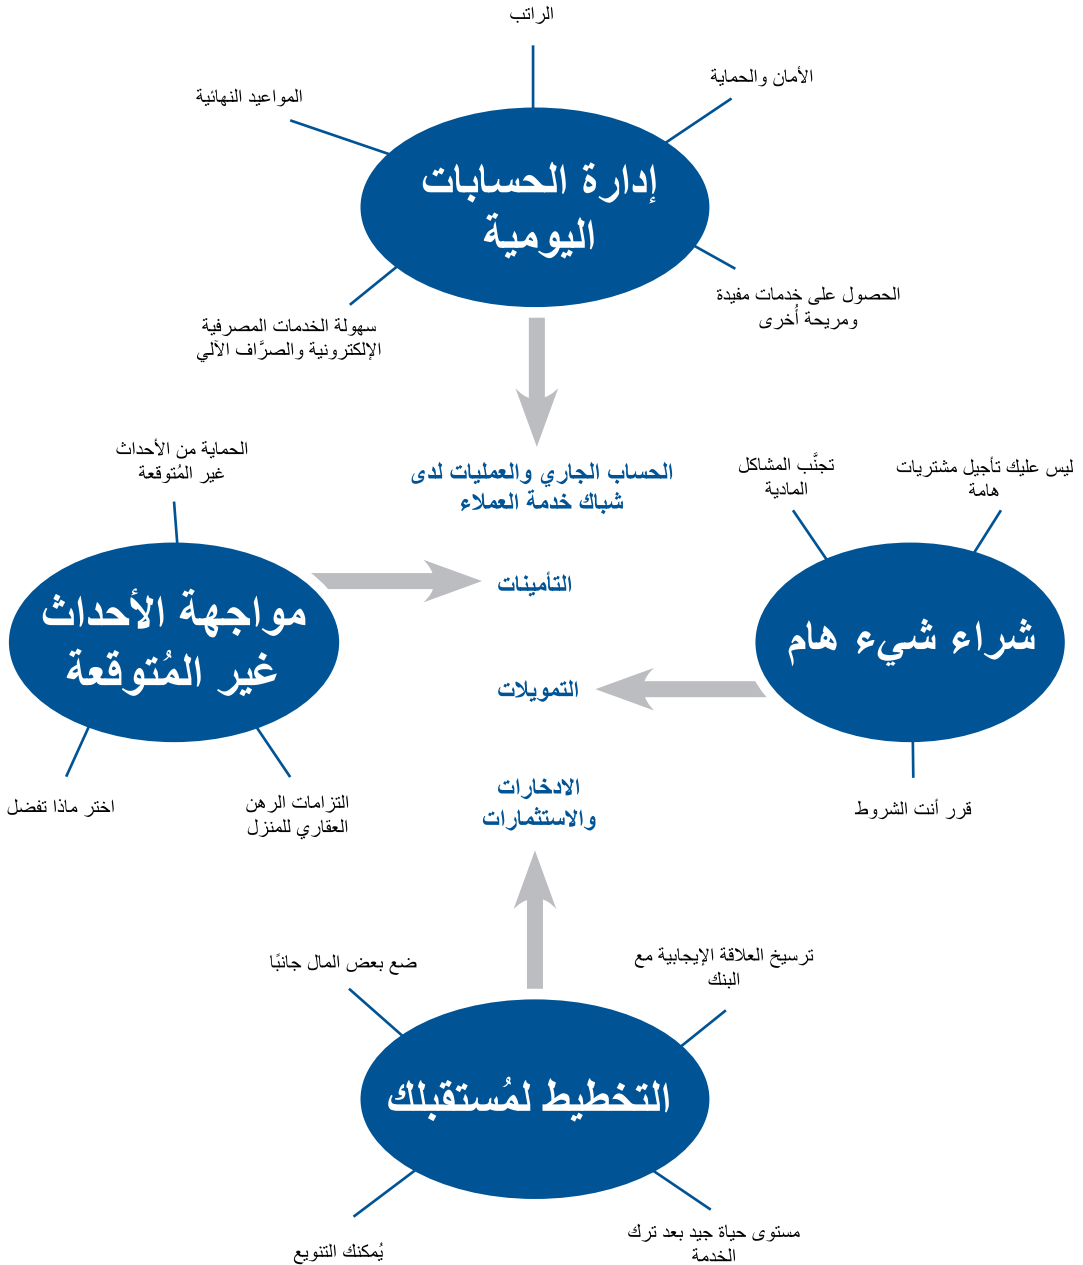 الراتب
الأمان والحماية
المواعيد النهائية
إدارة الحسابات
اليومية
الحصول على خدمات مفيدة
ومريحة أُخرى
سهولة الخدمات المصرفية
الإلكترونية والصرَّاف الآلي
الحساب الجاري والعمليات لدى
شباك خدمة العملاء
ليس عليك تأجيل مشتريات
هامة
تجنَّب المشاكل
المادية
شراء شيء هام
قرر أنت الشروط
الحماية من الأحداث
غير المُتوقعة
مواجهة الأحداث
غير المُتوقعة
التزامات الرهن
العقاري للمنزل
اختر ماذا تفضل
التأمينات
التمويلات
الادخارات
والاستثمارات
ترسيخ العلاقة الإيجابية مع
البنك
ضع بعض المال جانبًا
التخطيط لمُستقبلك
مستوى حياة جيد بعد ترك
الخدمة
يُمكنك التنويع